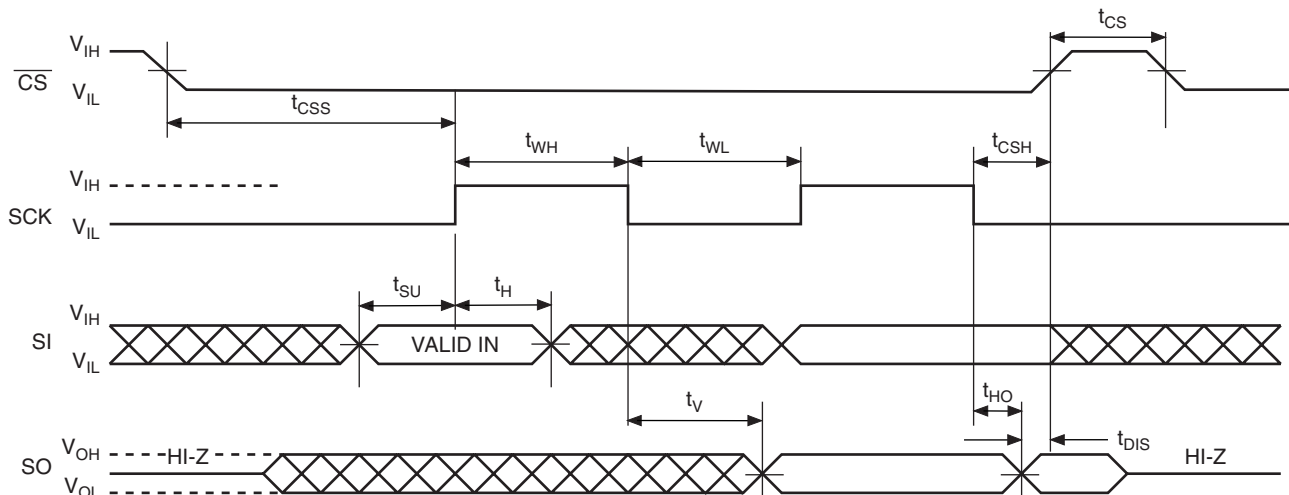 t_CS
V_IH
CS
V_IL
t_CSS
t_WH
t_WL
t_CSH
V_IH
SCK
V_IL
t_SU
t_H
V_IH
SI
VALID IN
V_IL
t_V
t_HO
V_OH
HI-Z
t_DIS
SO
HI-Z
V_OL